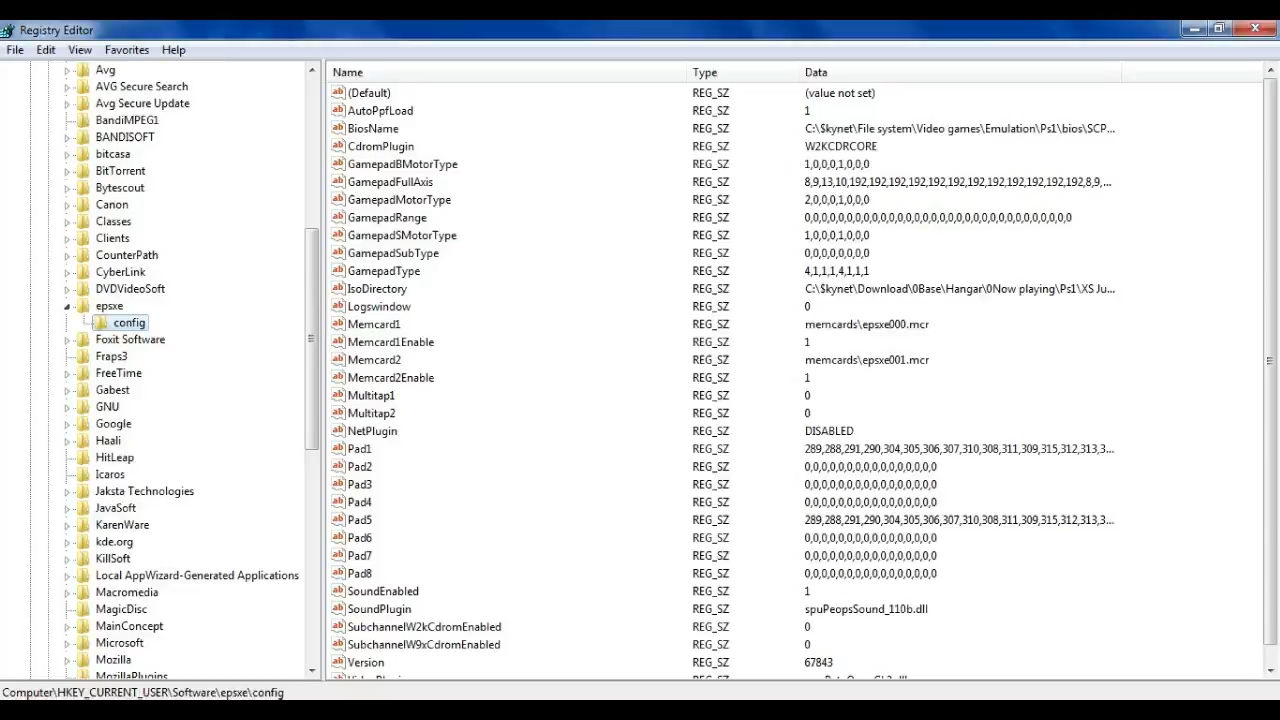 Registry Editor
File Edit View Favorites Help
Avg
AVG Secure Search
Avg Secure Update
BandiMPEG1
BANDISOFT
bitcasa
BitTorrent
Bytescout
Canon
Classes
Clients
CounterPath
CyberLink
DVDVideoSoft
epsxe
config
Foxit Software
Fraps3
FreeTime
Gabest
GNU
Google
Haali
HitLeap
Icaros
Jaksta Technologies
JavaSoft
KarenWare
kde.org
KillSoft
Local AppWizard-Generated Applications
Macromedia
MagicDisc
MainConcept
Microsoft
Mozilla
MozillaPlugins
Name Type Data
(Default) REG_SZ (value not set)
AutoPpfLoad REG_SZ 1
BiosName REG_SZ C:\$kynet\File system\Video games\Emulation\Ps1\bios\SCP...
CdromPlugin REG_SZ W2KCDRCORE
GamepadBMotorType REG_SZ 1,0,0,0,1,0,0,0
GamepadFullAxis REG_SZ 8,9,13,10,192,192,192,192,192,192,192,192,192,192,192,192,8,9,...
GamepadMotorType REG_SZ 2,0,0,0,1,0,0,0
GamepadRange REG_SZ 0,0,0,0,0,0,0,0,0,0,0,0,0,0,0,0,0,0,0,0,0,0,0,0,0,0,0,0,0,0,0,0
GamepadSMotorType REG_SZ 1,0,0,0,1,0,0,0
GamepadSubType REG_SZ 0,0,0,0,0,0,0,0
GamepadType REG_SZ 4,1,1,1,4,1,1,1
IsoDirectory REG_SZ C:\$kynet\Download\0Base\Hangar\0Now playing\Ps1\XS Ju...
Logswindow REG_SZ 0
Memcard1 REG_SZ memcards\epsxe000.mcr
Memcard1Enable REG_SZ 1
Memcard2 REG_SZ memcards\epsxe001.mcr
Memcard2Enable REG_SZ 1
Multitap1 REG_SZ 0
Multitap2 REG_SZ 0
NetPlugin REG_SZ DISABLED
Pad1 REG_SZ 289,288,291,290,304,305,306,307,310,308,311,309,315,312,313,3...
Pad2 REG_SZ 0,0,0,0,0,0,0,0,0,0,0,0,0,0,0,0
Pad3 REG_SZ 0,0,0,0,0,0,0,0,0,0,0,0,0,0,0,0
Pad4 REG_SZ 0,0,0,0,0,0,0,0,0,0,0,0,0,0,0,0
Pad5 REG_SZ 289,288,291,290,304,305,306,307,310,308,311,309,315,312,313,3...
Pad6 REG_SZ 0,0,0,0,0,0,0,0,0,0,0,0,0,0,0,0
Pad7 REG_SZ 0,0,0,0,0,0,0,0,0,0,0,0,0,0,0,0
Pad8 REG_SZ 0,0,0,0,0,0,0,0,0,0,0,0,0,0,0,0
SoundEnabled REG_SZ 1
SoundPlugin REG_SZ spuPeopsSound_110b.dll
SubchannelW2kCdromEnabled REG_SZ 0
SubchannelW9xCdromEnabled REG_SZ 0
Version REG_SZ 67843
Computer\HKEY_CURRENT_USER\Software\epsxe\config